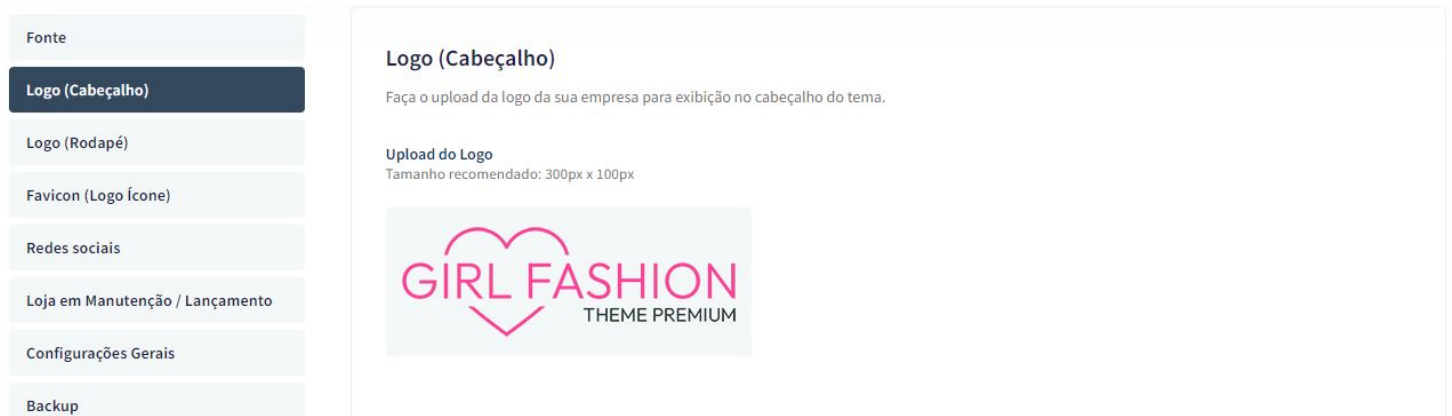 Fonte
Logo (Cabeçalho)
Logo (Rodapé)
Favicon (Logo Ícone)
Redes sociais
Loja em Manutenção / Lançamento
Configurações Gerais
Backup
Logo (Cabeçalho)
Faça o upload da logo da sua empresa para exibição no cabeçalho do tema.
Upload do Logo
Tamanho recomendado: 300px x 100px
GIRL FASHION
THEME PREMIUM